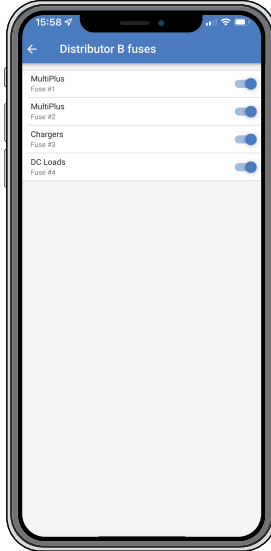 15:58
Distributor B fuses
MultiPlus
Fuse #1
MultiPlus
Fuse #2
Chargers
Fuse #3
DC Loads
Fuse #4